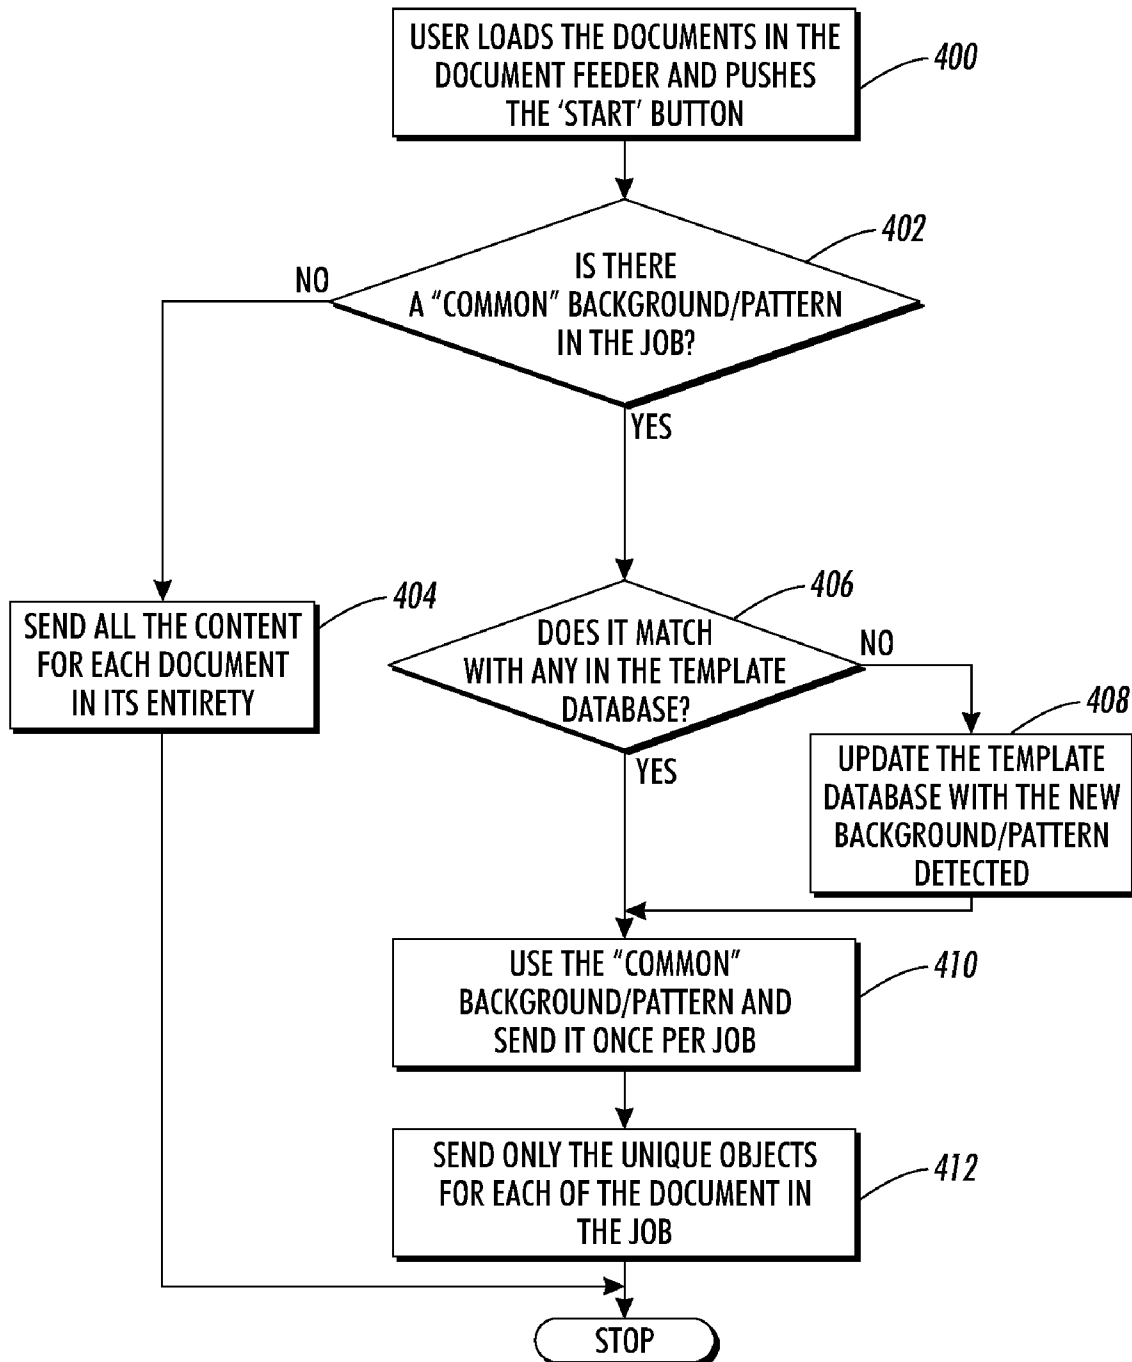 USER LOADS THE DOCUMENTS IN THE
DOCUMENT FEEDER AND PUSHES
THE ‘START’ BUTTON
400
402
IS THERE
A “COMMON” BACKGROUND/PATTERN
IN THE JOB?
NO
YES
404
SEND ALL THE CONTENT
FOR EACH DOCUMENT
IN ITS ENTIRETY
406
DOES IT MATCH
WITH ANY IN THE TEMPLATE
DATABASE?
NO
YES
408
UPDATE THE TEMPLATE
DATABASE WITH THE NEW
BACKGROUND/PATTERN
DETECTED
USE THE “COMMON”
BACKGROUND/PATTERN AND
SEND IT ONCE PER JOB
410
SEND ONLY THE UNIQUE OBJECTS
FOR EACH OF THE DOCUMENT IN
THE JOB
412
STOP